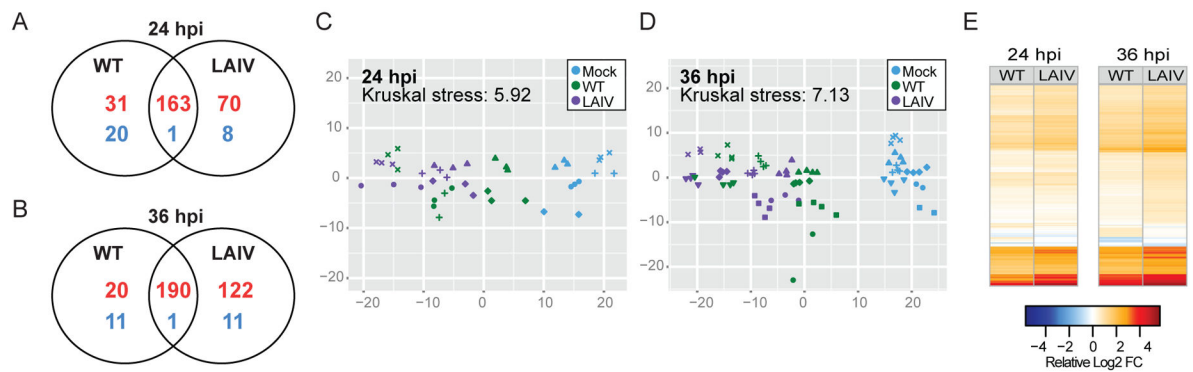 A
24 hpi
WT LAIV
31 163 70
20 1 8
B
36 hpi
WT LAIV
20 190 122
11 1 11
C
24 hpi
Kruskal stress: 5.92
Mock
WT
LAIV
20
10
0
−10
−20
−20 −10 0 10 20
D
36 hpi
Kruskal stress: 7.13
Mock
WT
LAIV
20
10
0
−10
−20
−20 −10 0 10 20
E
24 hpi 36 hpi
WT LAIV WT LAIV
−4 −2 0 2 4
Relative Log2 FC